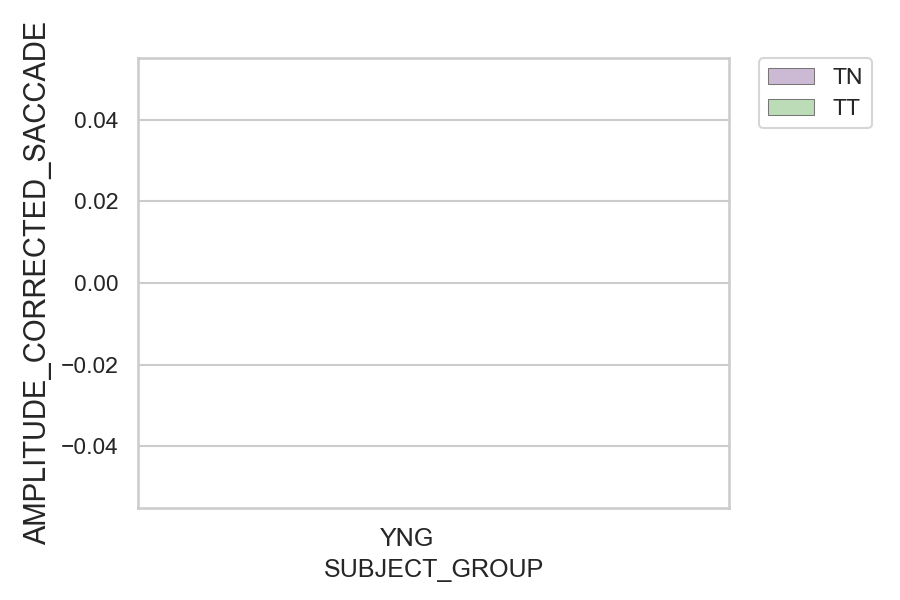 AMPLITUDE_CORRECTED_SACCADE
0.04
0.02
0.00
−0.02
−0.04
YNG
SUBJECT_GROUP
TN
TT